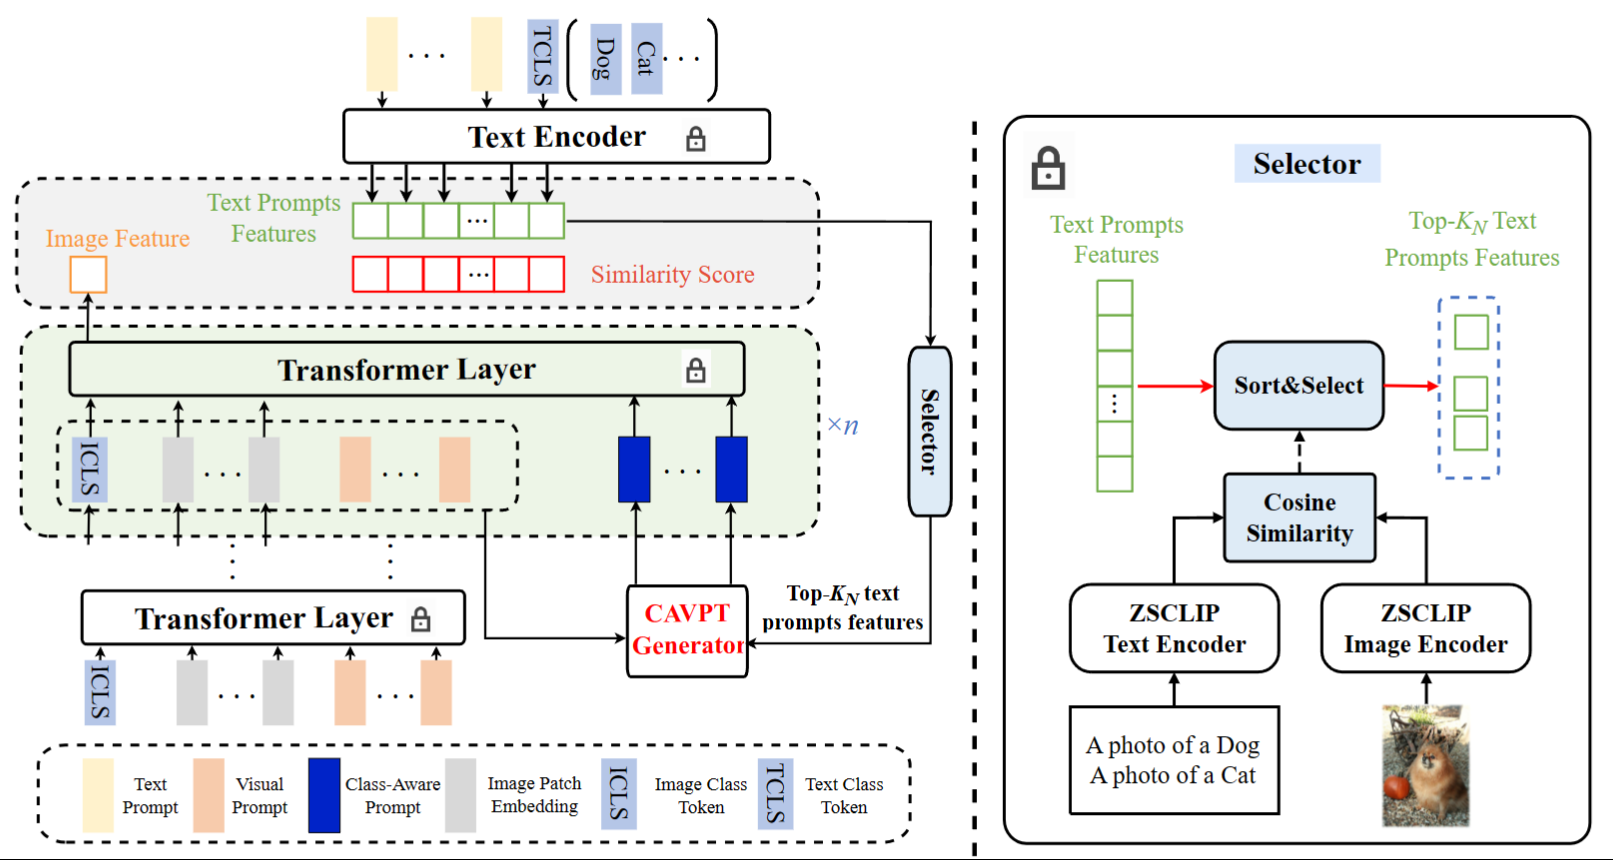 TCLS
Dog
Cat
...
Text Encoder
Text Prompts
Features
...
Image Feature
...
Similarity Score
Transformer Layer
ICLS
...
...
...
×n
Selector
Transformer Layer
CAVPT
Generator
Top-K_N text
prompts features
ICLS
...
...
Text
Prompt
Visual
Prompt
Class-Aware
Prompt
Image Patch
Embedding
ICLS
Image Class
Token
TCLS
Text Class
Token
Selector
Text Prompts
Features
Top-K_N Text
Prompts Features
...
Sort&Select
Cosine
Similarity
ZSCLIP
Text Encoder
ZSCLIP
Image Encoder
A photo of a Dog
A photo of a Cat